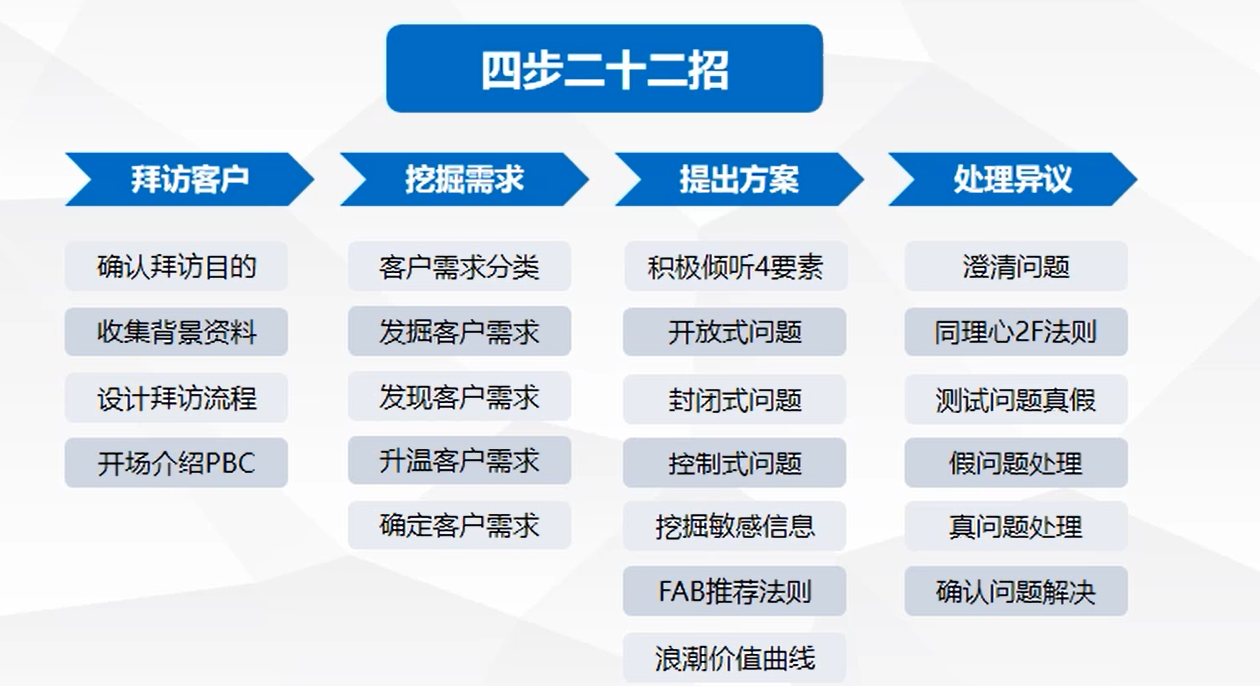 四步二十二招
拜访客户
挖掘需求
提出方案
处理异议
确认拜访目的
收集背景资料
设计拜访流程
开场介绍PBC
客户需求分类
发掘客户需求
发现客户需求
升温客户需求
确定客户需求
积极倾听4要素
开放式问题
封闭式问题
控制式问题
挖掘敏感信息
FAB推荐法则
浪潮价值曲线
澄清问题
同理心2F法则
测试问题真假
假问题处理
真问题处理
确认问题解决